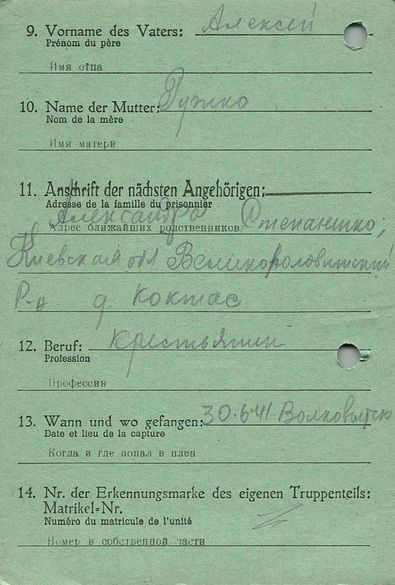 9. Vorname des Vaters: Алексей
Prénom du père
Имя отца
10. Name der Mutter: Рушко
Nom de la mère
Имя матери
11. Anschrift der nächsten Angehörigen:
Adresse de la famille du prisonnier
Александра Степаненко,
Адрес ближайших родственников
Киевская обл
Р-н д. Коктас
12. Beruf: крестьянин
Profession
Профессия
13. Wann und wo gefangen: 30.6.41 Волковыск
Date et lieu de la capture
Когда и где попал в плен
14. Nr. der Erkennungsmarke des eigenen Truppenteils:
Matrikel-Nr.
Numéro du matricule de l'unité
Номер в собственной части